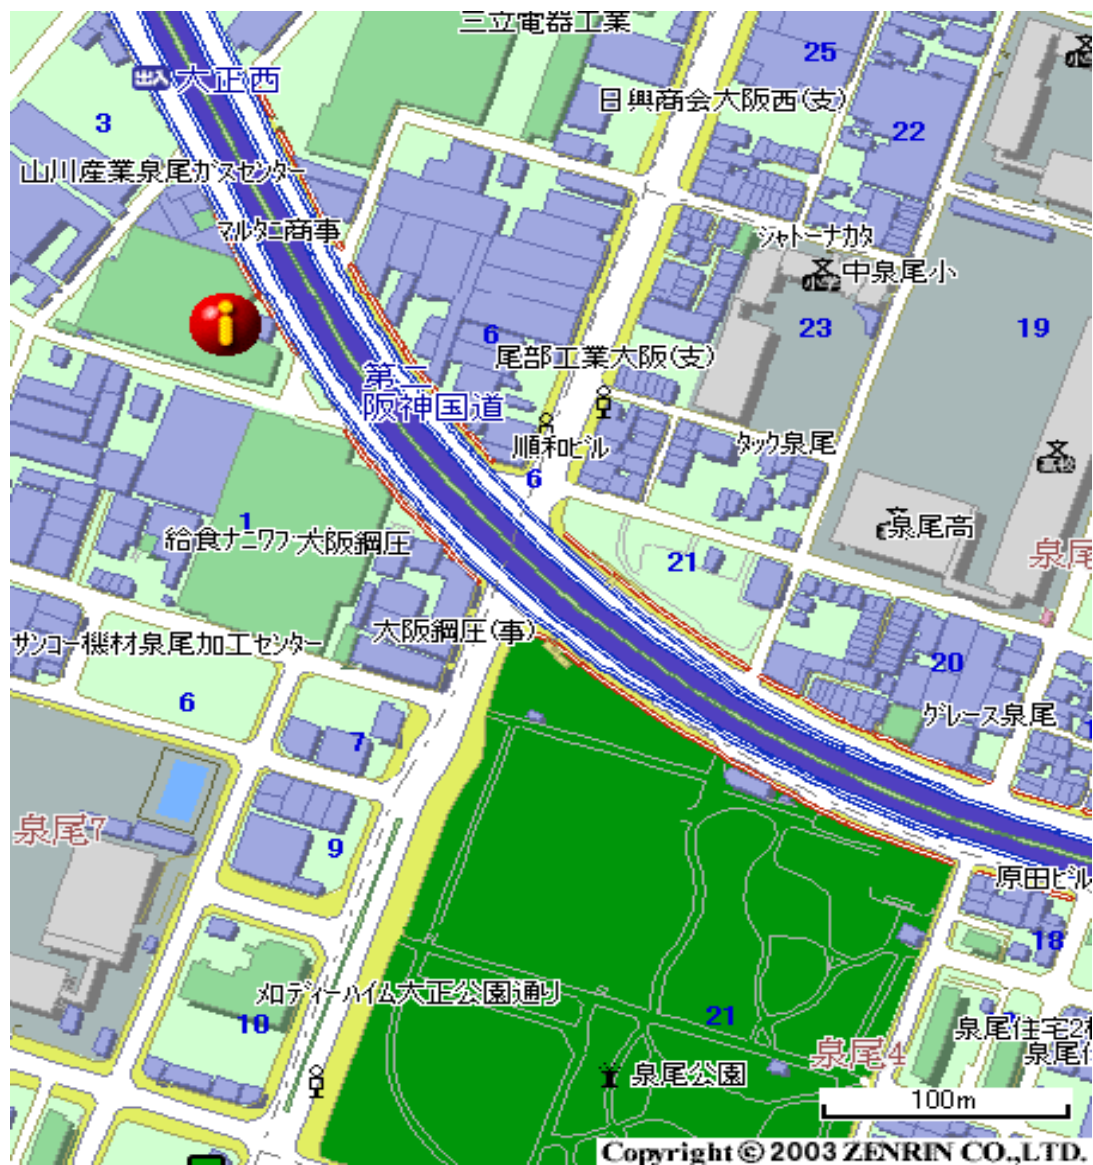 三立電器工業
25
出入 大正西
日興商会大阪西(支)
3
22
山川産業泉尾ガスセンター
マルタニ商事
シャトーナカタ
小学 中泉尾小
6
23
19
尾部工業大阪(支)
第二
阪神国道
順和ビル
タック泉尾
高校
6
1
泉尾高
給食ナニワフ
大阪鋼圧
21
泉尾
大阪鋼圧(事)
サンコー機材泉尾加工センター
20
6
グレース泉尾
7
泉尾7
9
原田ビル
18
メロディーハイム大正公園通り
10
21
泉尾住宅2
泉尾4
泉尾
泉尾公園
100m
Copyright © 2003 ZENRIN CO.,LTD.